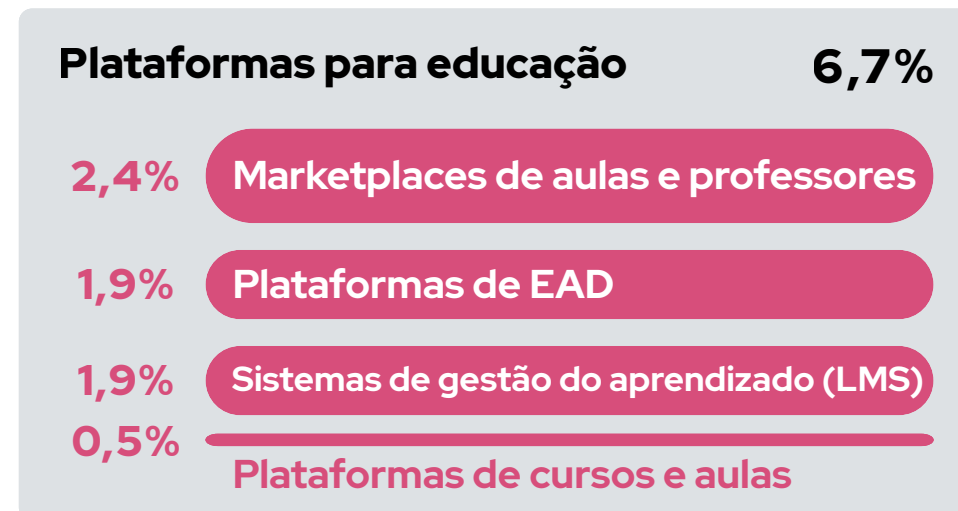 Plataformas para educação 6,7%
2,4% Marketplaces de aulas e professores
1,9% Plataformas de EAD
1,9% Sistemas de gestão do aprendizado (LMS)
0,5%
Plataformas de cursos e aulas